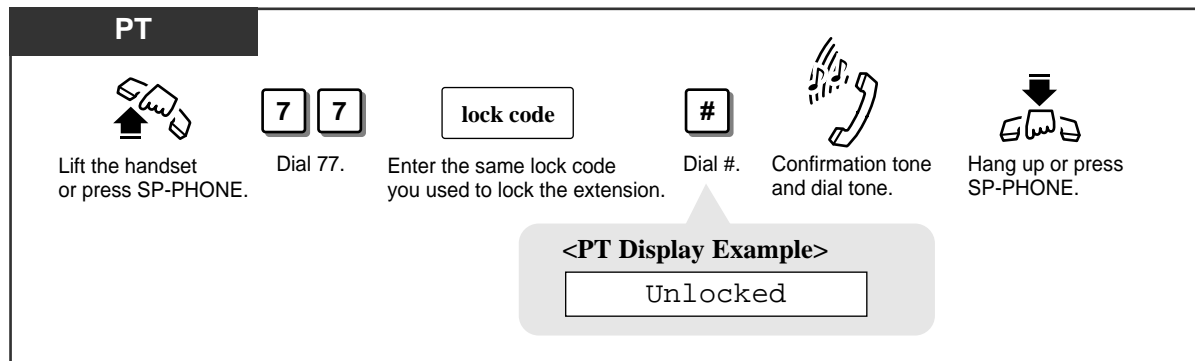 PT
7 7
lock code
#
Lift the handset
or press SP-PHONE.
Dial 77.
Enter the same lock code
you used to lock the extension.
Dial #.
Confirmation tone
and dial tone.
Hang up or press
SP-PHONE.
<PT Display Example>
Unlocked